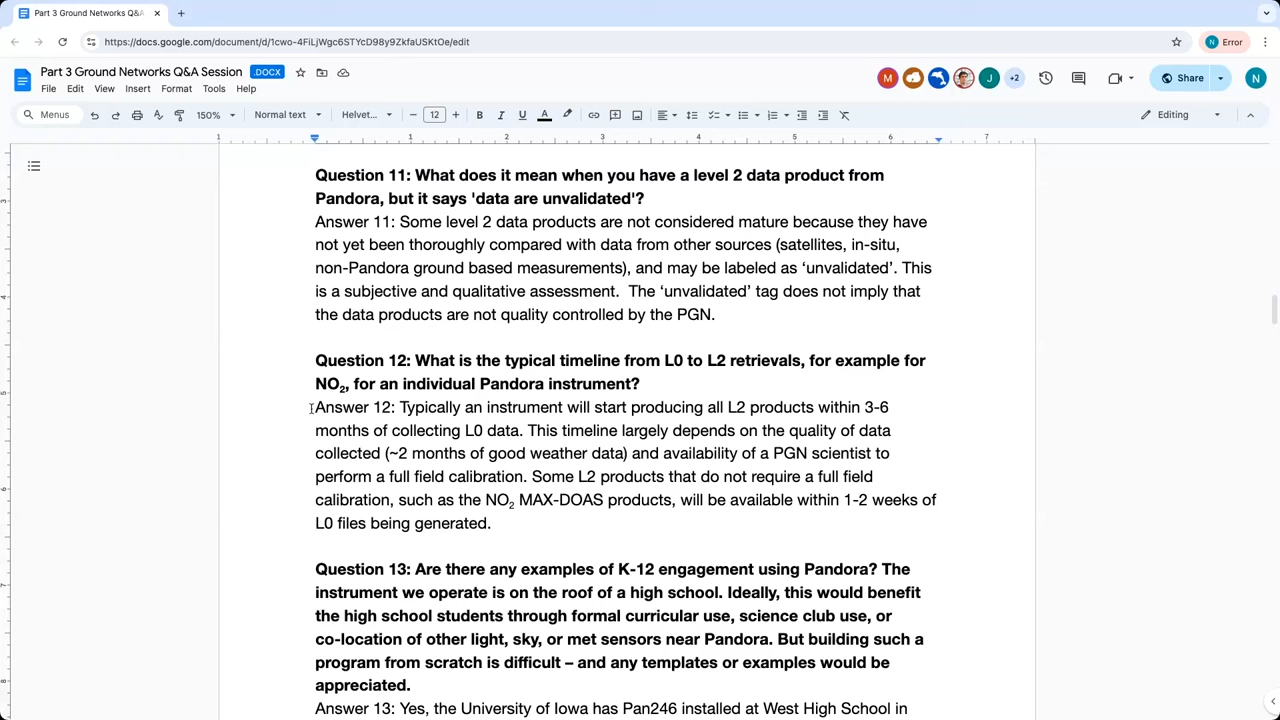 Part 3 Ground Networks Q&A
https://docs.google.com/document/d/1cwo-4FiLjWgc6STYcD98y9ZkfaUSKtOe/edit
N Error
Part 3 Ground Networks Q&A Session .DOCX
File Edit View Insert Format Tools Help
M J +2 Share N
Menus 150% Normal text Helvet... 12 B I U A Editing
1 1 2 3 4 5 6 7
Question 11: What does it mean when you have a level 2 data product from
Pandora, but it says 'data are unvalidated'?
Answer 11: Some level 2 data products are not considered mature because they have
not yet been thoroughly compared with data from other sources (satellites, in-situ,
non-Pandora ground based measurements), and may be labeled as ‘unvalidated’. This
is a subjective and qualitative assessment.  The ‘unvalidated’ tag does not imply that
the data products are not quality controlled by the PGN.
Question 12: What is the typical timeline from L0 to L2 retrievals, for example for
NO₂, for an individual Pandora instrument?
Answer 12: Typically an instrument will start producing all L2 products within 3-6
months of collecting L0 data. This timeline largely depends on the quality of data
collected (~2 months of good weather data) and availability of a PGN scientist to
perform a full field calibration. Some L2 products that do not require a full field
calibration, such as the NO₂ MAX-DOAS products, will be available within 1-2 weeks of
L0 files being generated.
Question 13: Are there any examples of K-12 engagement using Pandora? The
instrument we operate is on the roof of a high school. Ideally, this would benefit
the high school students through formal curricular use, science club use, or
co-location of other light, sky, or met sensors near Pandora. But building such a
program from scratch is difficult – and any templates or examples would be
appreciated.
Answer 13: Yes, the University of Iowa has Pan246 installed at West High School in